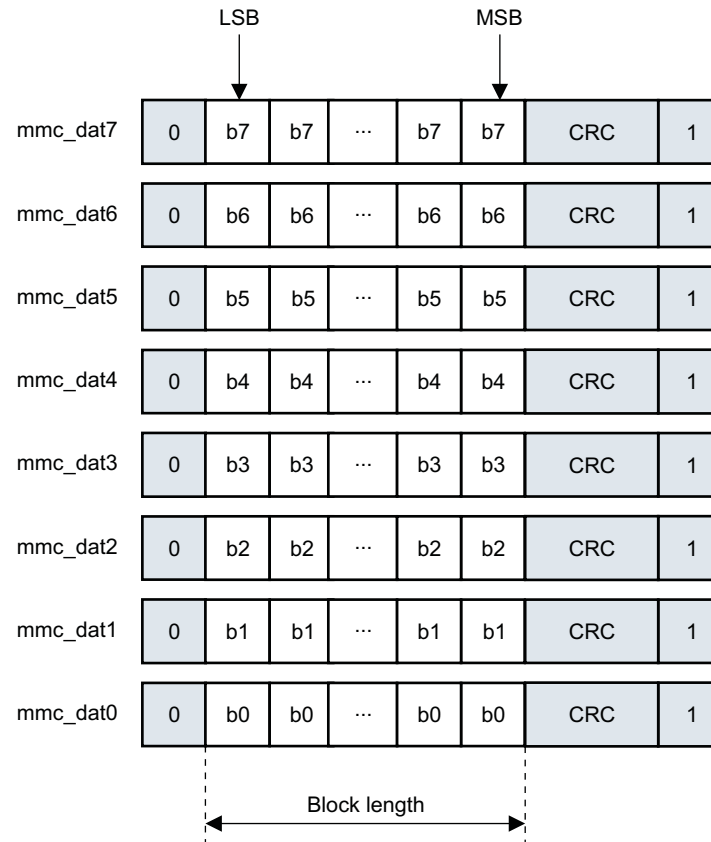 LSB MSB
mmc_dat7 0 b7 b7 ... b7 b7 CRC 1
mmc_dat6 0 b6 b6 ... b6 b6 CRC 1
mmc_dat5 0 b5 b5 ... b5 b5 CRC 1
mmc_dat4 0 b4 b4 ... b4 b4 CRC 1
mmc_dat3 0 b3 b3 ... b3 b3 CRC 1
mmc_dat2 0 b2 b2 ... b2 b2 CRC 1
mmc_dat1 0 b1 b1 ... b1 b1 CRC 1
mmc_dat0 0 b0 b0 ... b0 b0 CRC 1
Block length